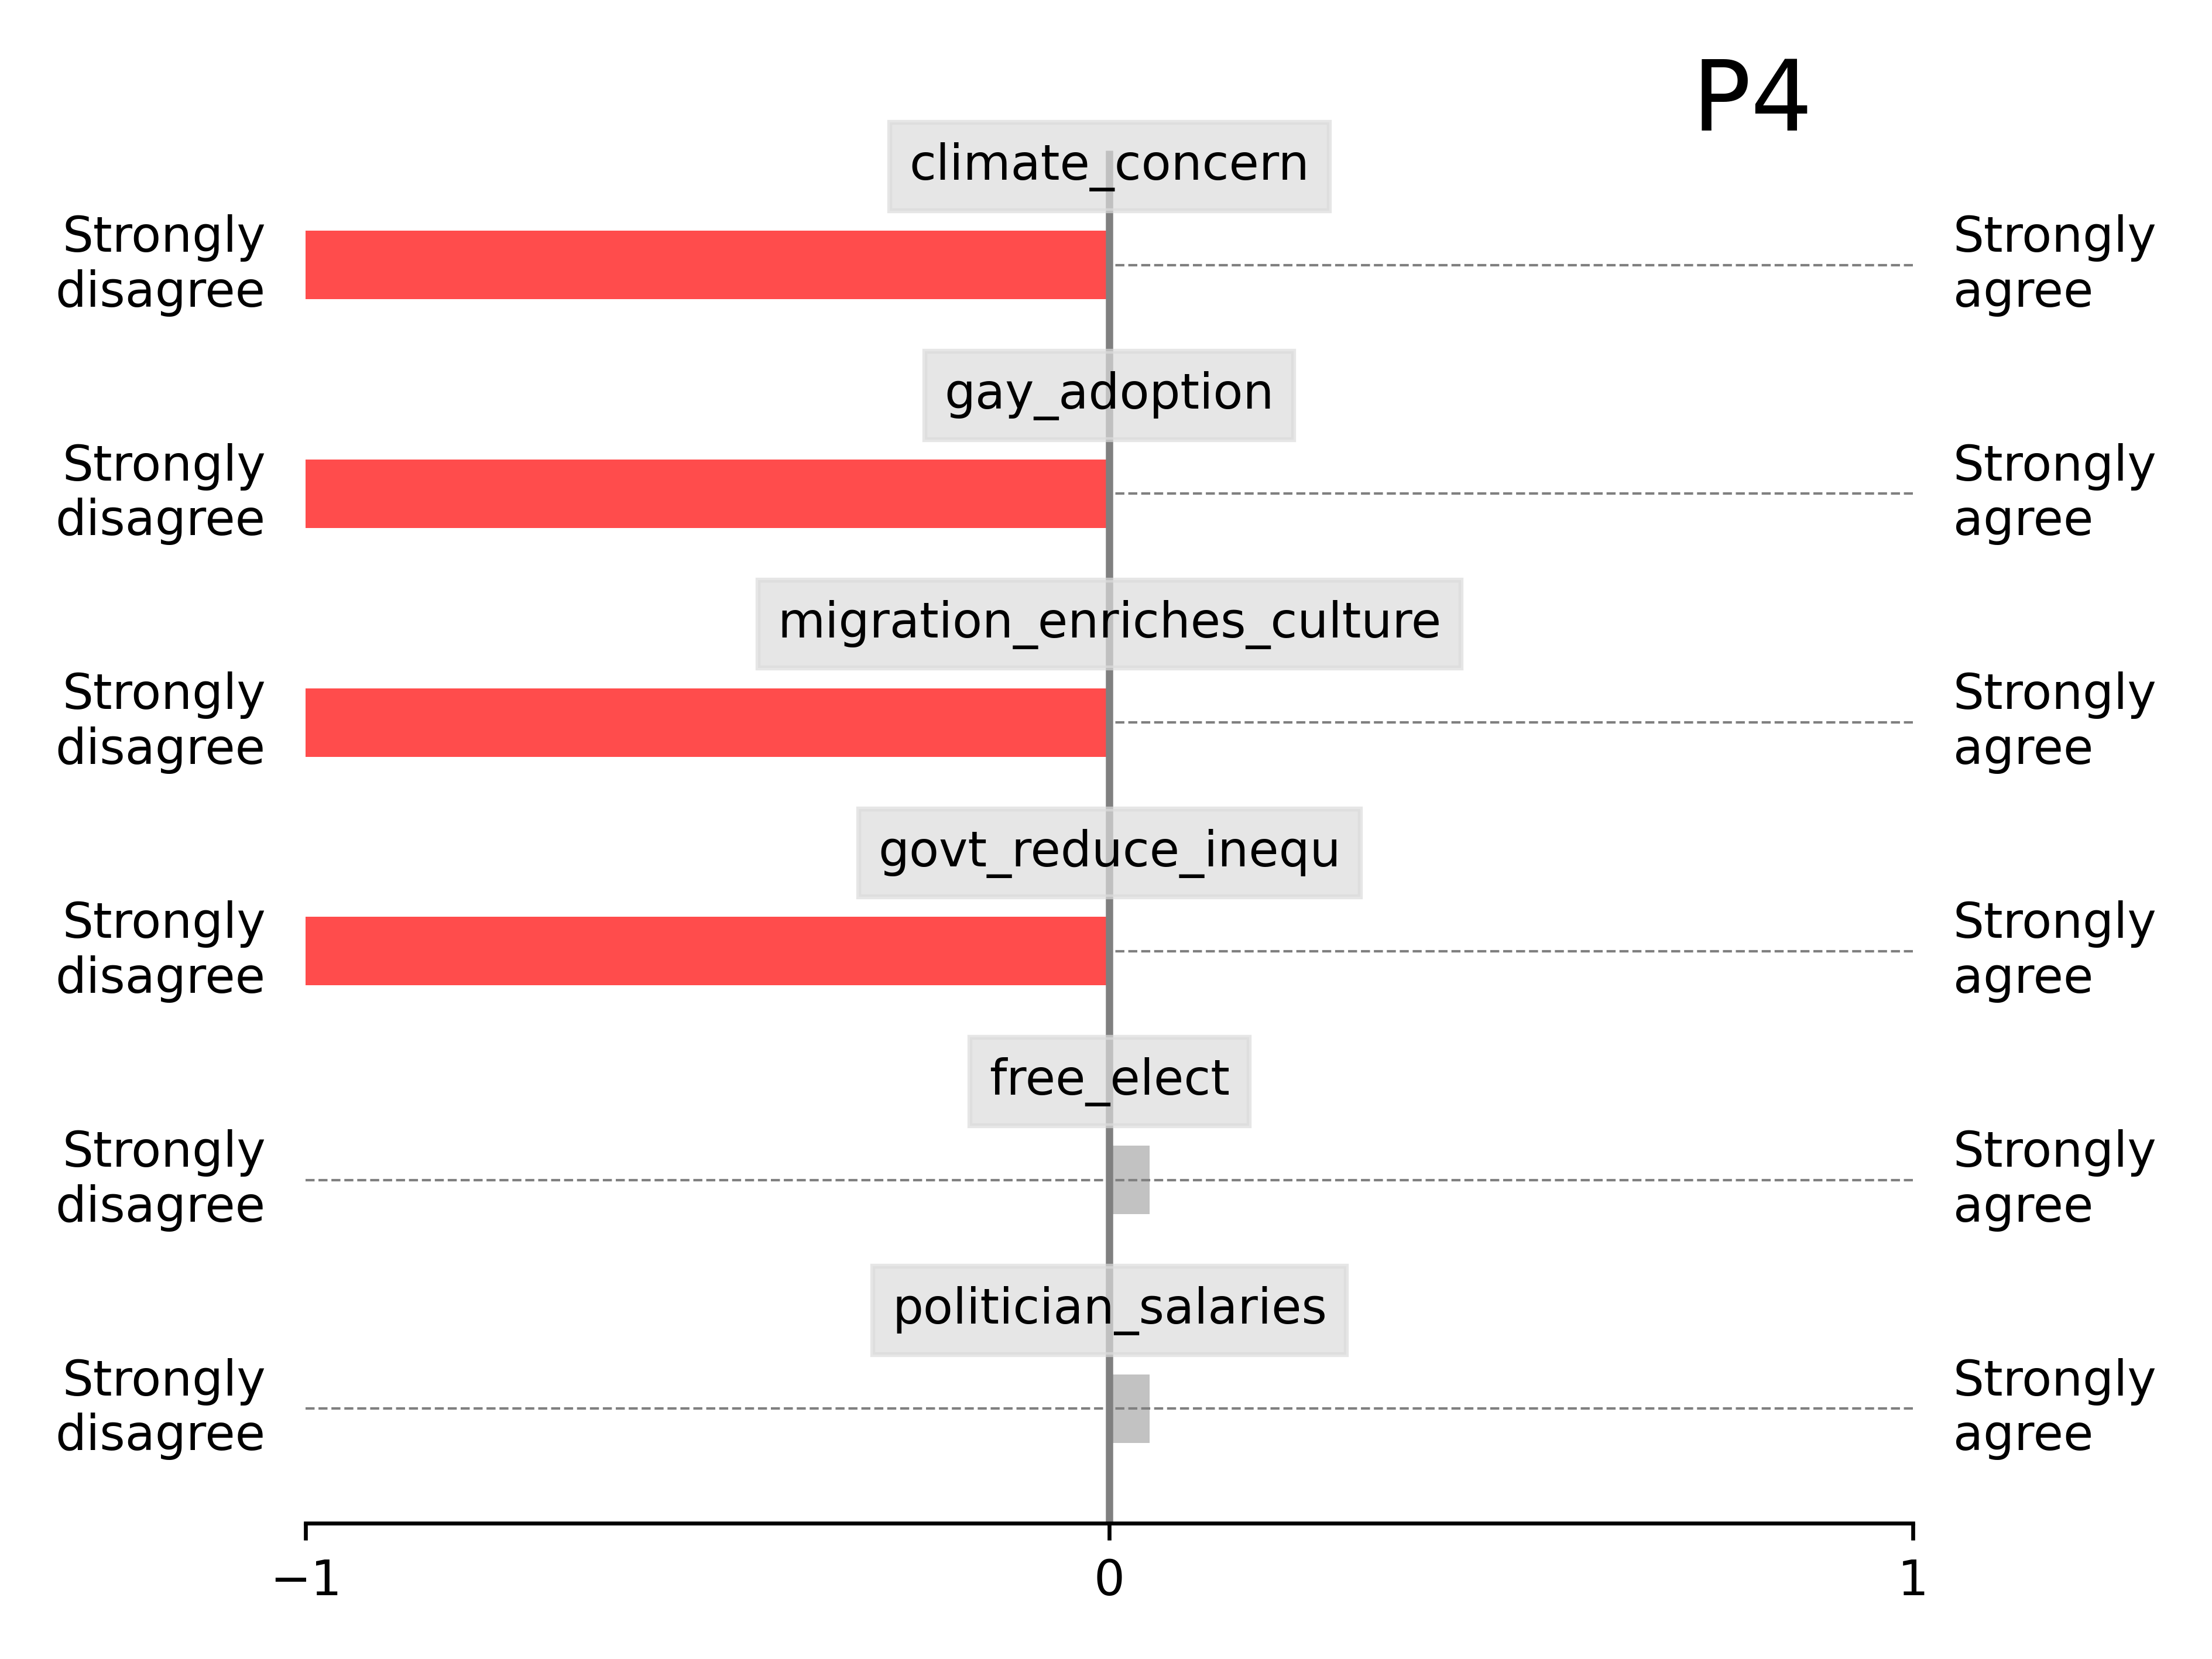 P4
climate_concern
Strongly
disagree
Strongly
agree
gay_adoption
Strongly
disagree
Strongly
agree
migration_enriches_culture
Strongly
disagree
Strongly
agree
govt_reduce_inequ
Strongly
disagree
Strongly
agree
free_elect
Strongly
disagree
Strongly
agree
politician_salaries
Strongly
disagree
Strongly
agree
−1 0 1